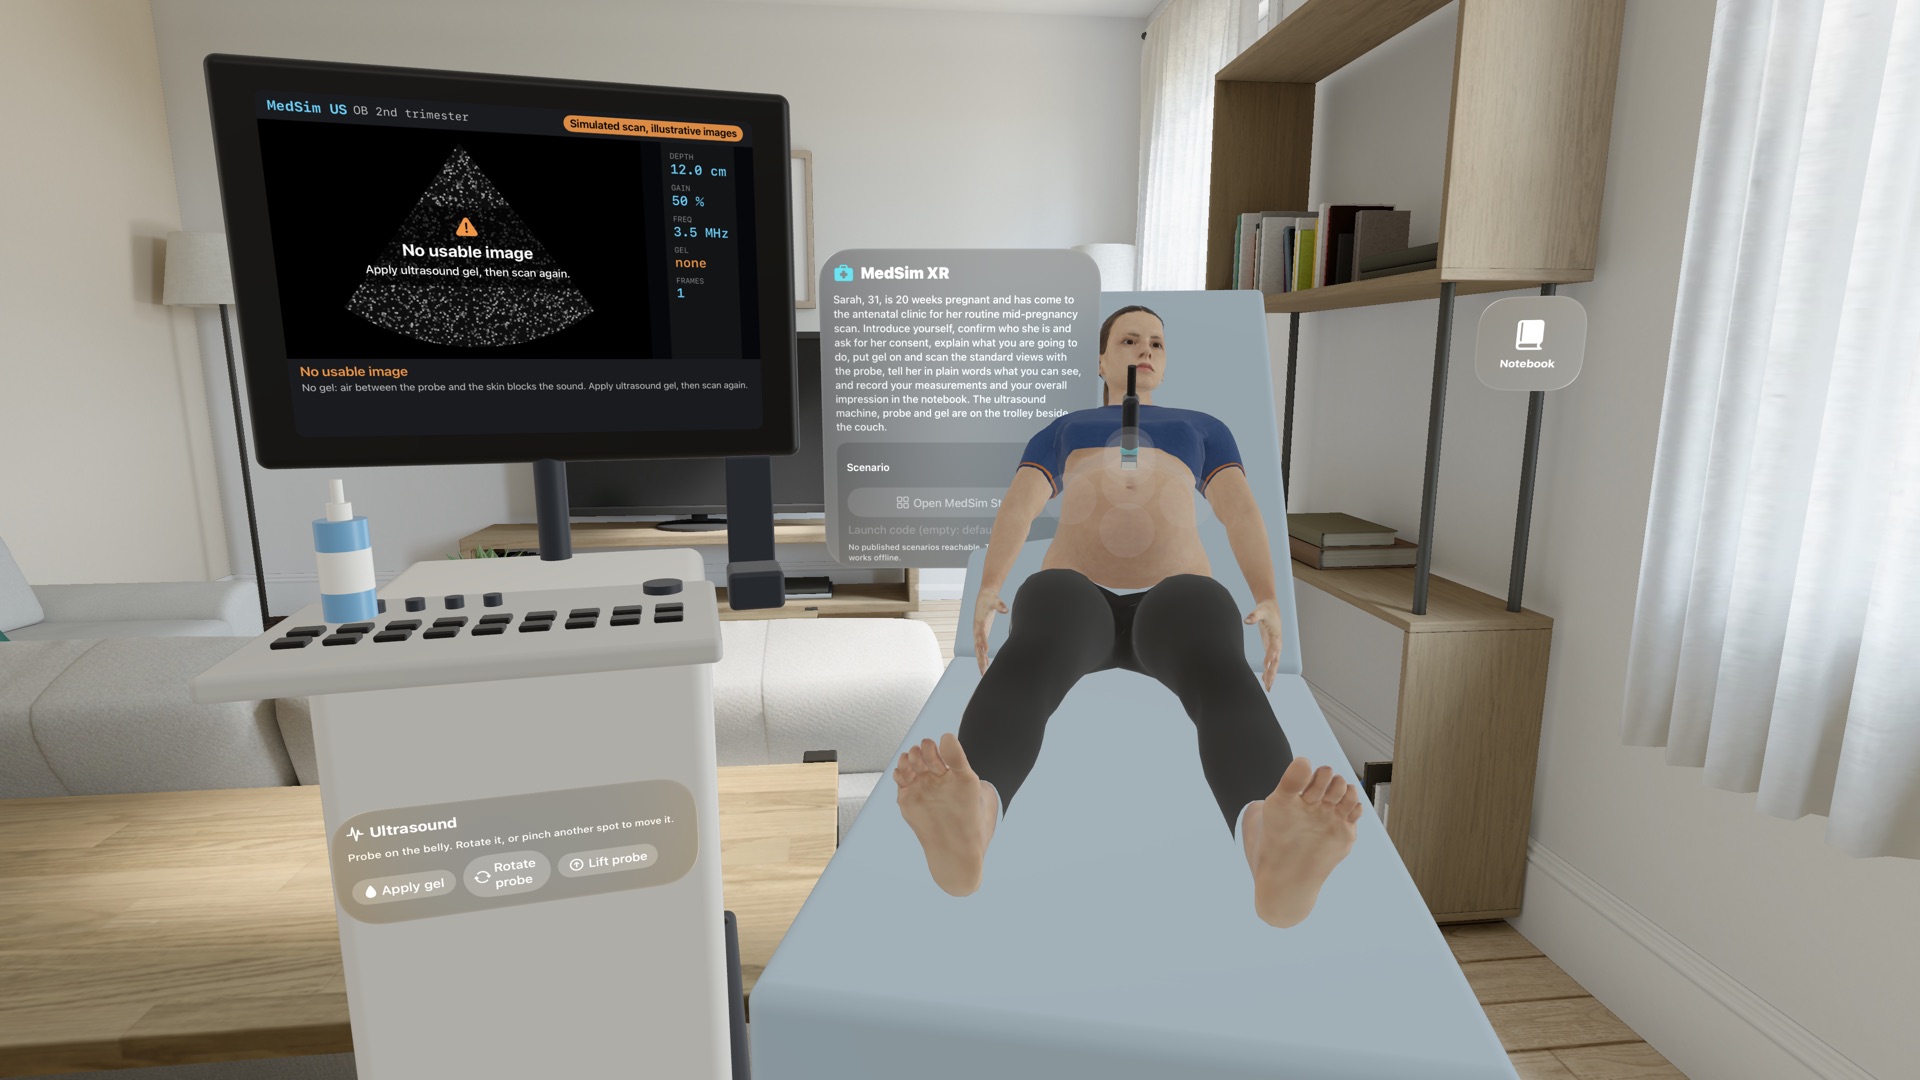 MedSim US OB 2nd trimester
Simulated scan, illustrative images
No usable image
Apply ultrasound gel, then scan again.
DEPTH
12.0 cm
GAIN
50 %
FREQ
3.5 MHz
GEL
none
FRAMES
1
No usable image
No gel: air between the probe and the skin blocks the sound. Apply ultrasound gel, then scan again.
MedSim XR
Sarah, 31, is 20 weeks pregnant and has come to
the antenatal clinic for her routine mid-pregnancy
scan. Introduce yourself, confirm who she is and
ask for her consent, explain what you are going to
do, put gel on and scan the standard views with
the probe, tell her in plain words what you can see,
and record your measurements and your overall
impression in the notebook. The ultrasound
machine, probe and gel are on the trolley beside
the couch.
Scenario
Open MedSim St
Launch code (empty: defau
No published scenarios reachable.
works offline.
Notebook
Ultrasound
Probe on the belly. Rotate it, or pinch another spot to move it.
Apply gel
Rotate
probe
Lift probe